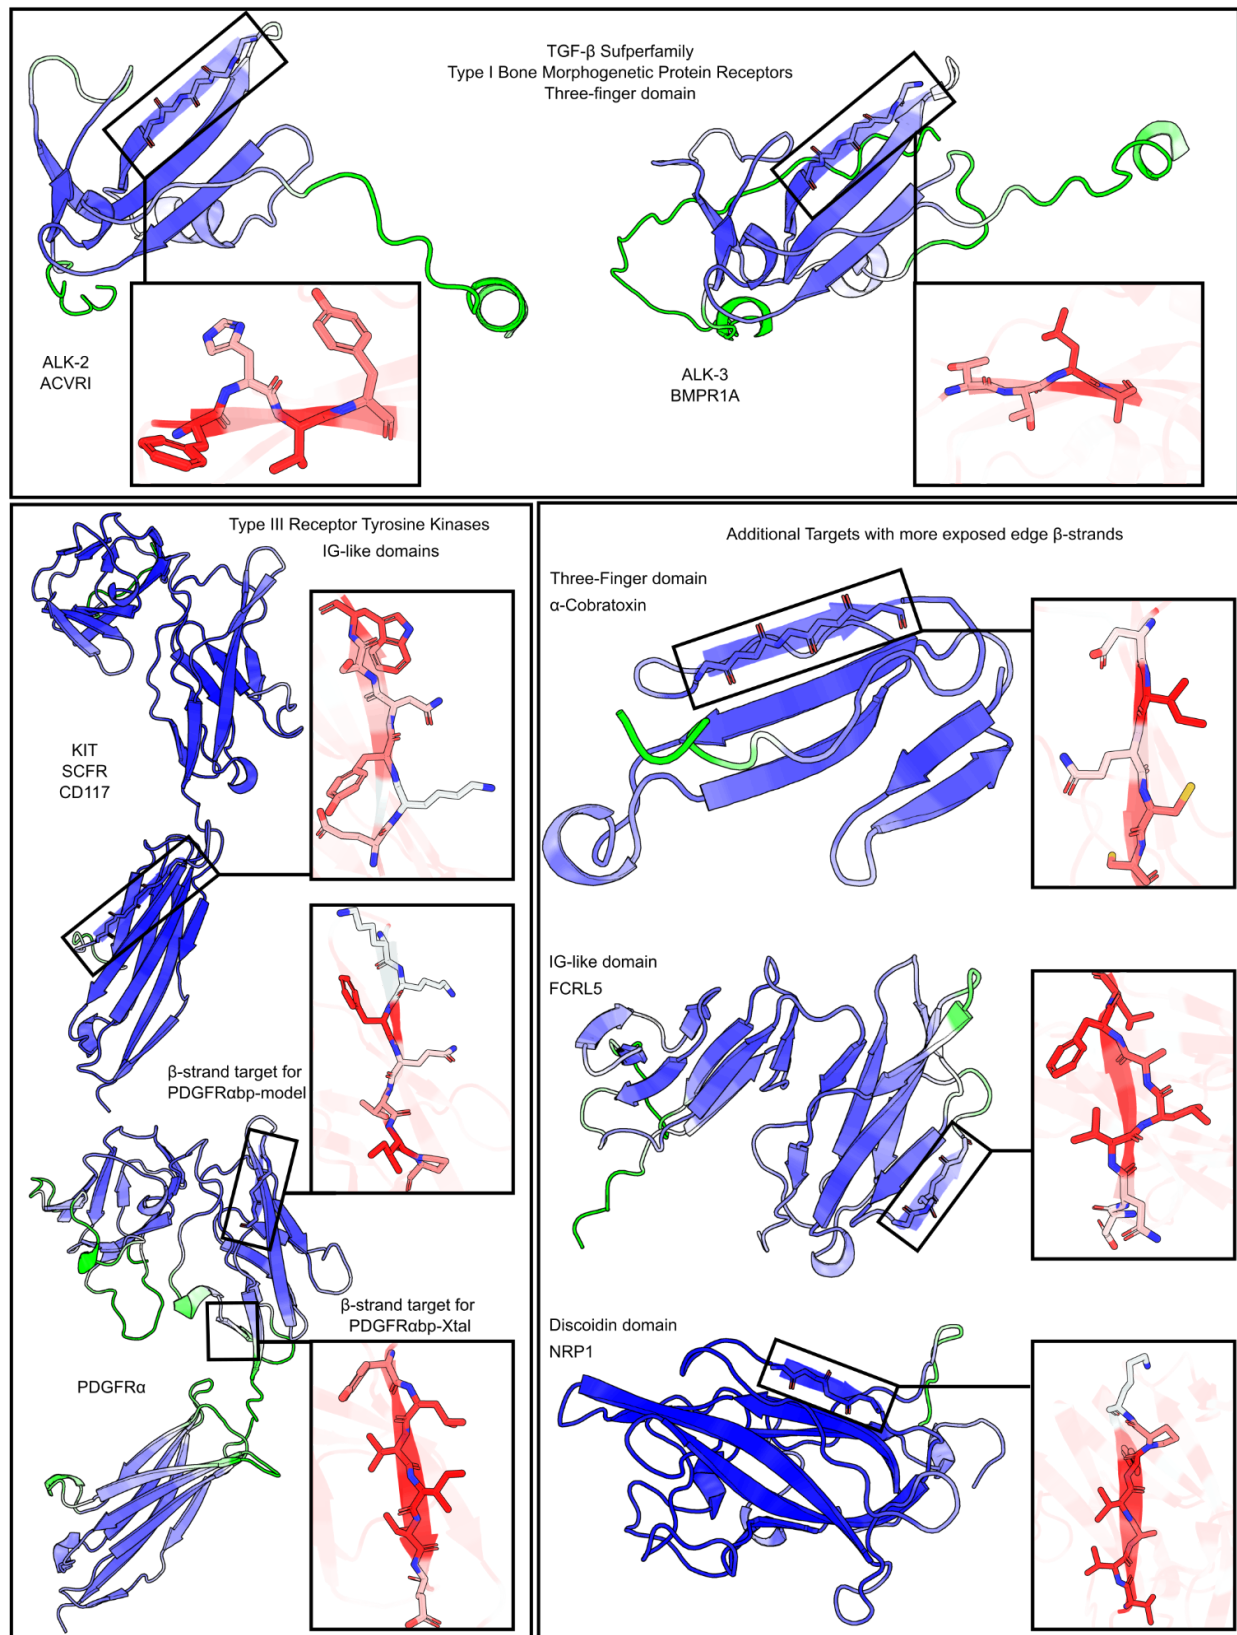 TGF-β Sufperfamily
Type I Bone Morphogenetic Protein Receptors
Three-finger domain
ALK-2
ACVRI
ALK-3
BMPR1A
Type III Receptor Tyrosine Kinases
IG-like domains
KIT
SCFR
CD117
β-strand target for
PDGFRαbp-model
β-strand target for
PDGFRαbp-Xtal
PDGFRα
Additional Targets with more exposed edge β-strands
Three-Finger domain
α-Cobratoxin
IG-like domain
FCRL5
Discoidin domain
NRP1